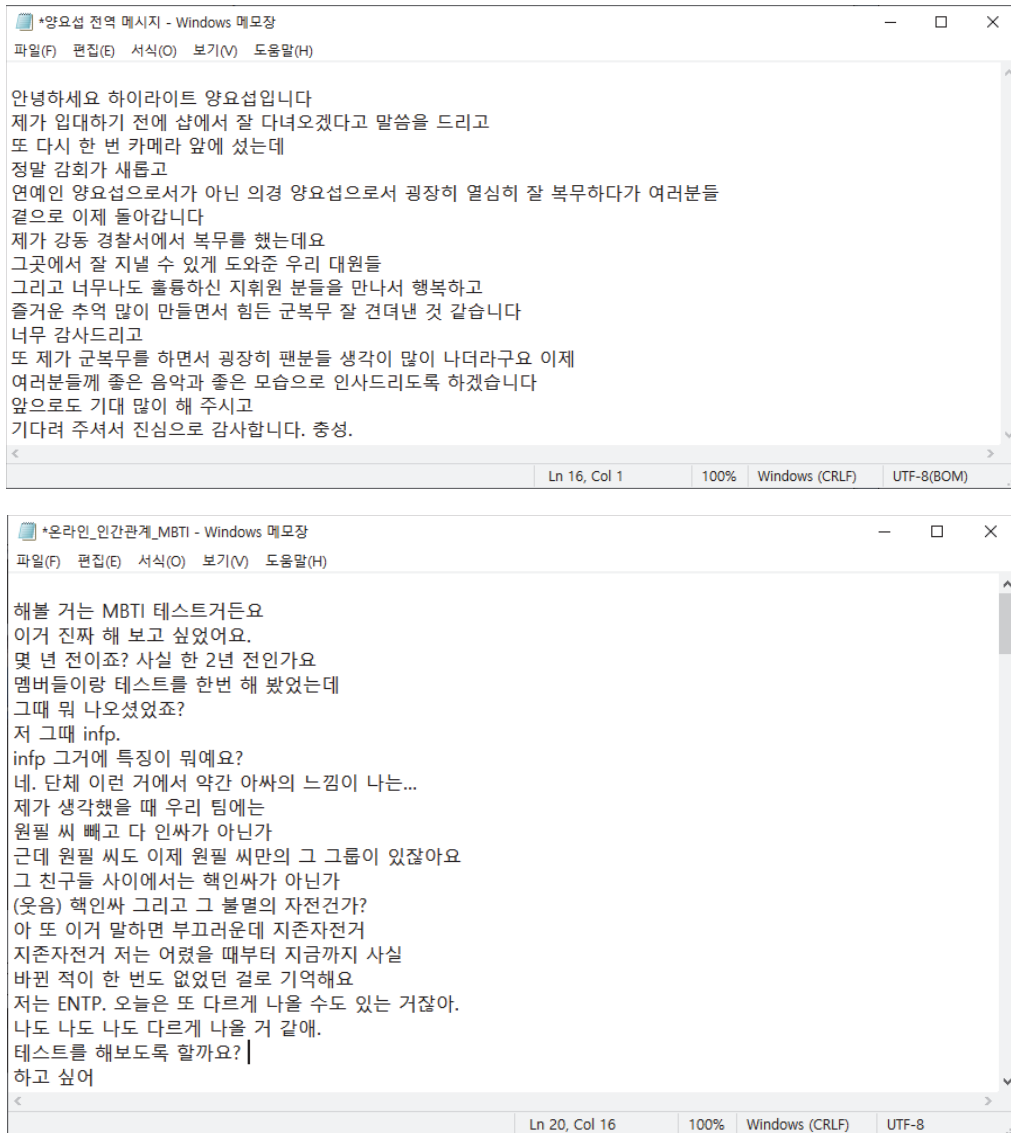 *양요섭 전역 메시지 - Windows 메모장
파일(F) 편집(E) 서식(O) 보기(V) 도움말(H)
안녕하세요 하이라이트 양요섭입니다
제가 입대하기 전에 샵에서 잘 다녀오겠다고 말씀을 드리고
또 다시 한 번 카메라 앞에 섰는데
정말 감회가 새롭고
연예인 양요섭으로서가 아닌 의경 양요섭으로서 굉장히 열심히 잘 복무하다가 여러분들
곁으로 이제 돌아갑니다
제가 강동 경찰서에서 복무를 했는데요
그곳에서 잘 지낼 수 있게 도와준 우리 대원들
그리고 너무나도 훌륭하신 지휘원 분들을 만나서 행복하고
즐거운 추억 많이 만들면서 힘든 군복무 잘 견뎌낸 것 같습니다
너무 감사드리고
또 제가 군복무를 하면서 굉장히 팬분들 생각이 많이 나더라구요 이제
여러분들께 좋은 음악과 좋은 모습으로 인사드리도록 하겠습니다
앞으로도 기대 많이 해 주시고
기다려 주셔서 진심으로 감사합니다. 충성.
Ln 16, Col 1 100% Windows (CRLF) UTF-8(BOM)
*온라인_인간관계_MBTI - Windows 메모장
파일(F) 편집(E) 서식(O) 보기(V) 도움말(H)
해볼 거는 MBTI 테스트거든요
이거 진짜 해 보고 싶었어요.
몇 년 전이죠? 사실 한 2년 전인가요
멤버들이랑 테스트를 한번 해 봤었는데
그때 뭐 나오셨었죠?
저 그때 infp.
infp 그거에 특징이 뭐예요?
네. 단체 이런 거에서 약간 아싸의 느낌이 나는...
제가 생각했을 때 우리 팀에는
원필 씨 빼고 다 인싸가 아닌가
근데 원필 씨도 이제 원필 씨만의 그 그룹이 있잖아요
그 친구들 사이에서는 핵인싸가 아닌가
(웃음) 핵인싸 그리고 그 불멸의 자전건가?
아 또 이거 말하면 부끄러운데 지존자전거
지존자전거 저는 어렸을 때부터 지금까지 사실
바뀐 적이 한 번도 없었던 걸로 기억해요
저는 ENTP. 오늘은 또 다르게 나올 수도 있는 거잖아.
나도 나도 나도 다르게 나올 거 같애.
테스트를 해보도록 할까요?
하고 싶어
Ln 20, Col 16 100% Windows (CRLF) UTF-8